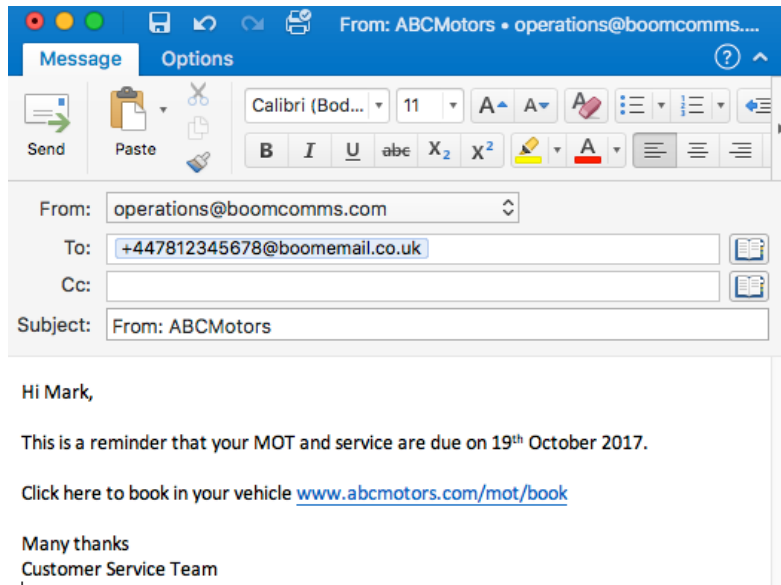 From: ABCMotors • operations@boomcomms....
Message Options
Calibri (Bod... 11 A A A
Send Paste B I U abc X2 X2 A
From: operations@boomcomms.com
To: +447812345678@boomemail.co.uk
Cc:
Subject: From: ABCMotors
Hi Mark,
This is a reminder that your MOT and service are due on 19th October 2017.
Click here to book in your vehicle www.abcmotors.com/mot/book
Many thanks
Customer Service Team